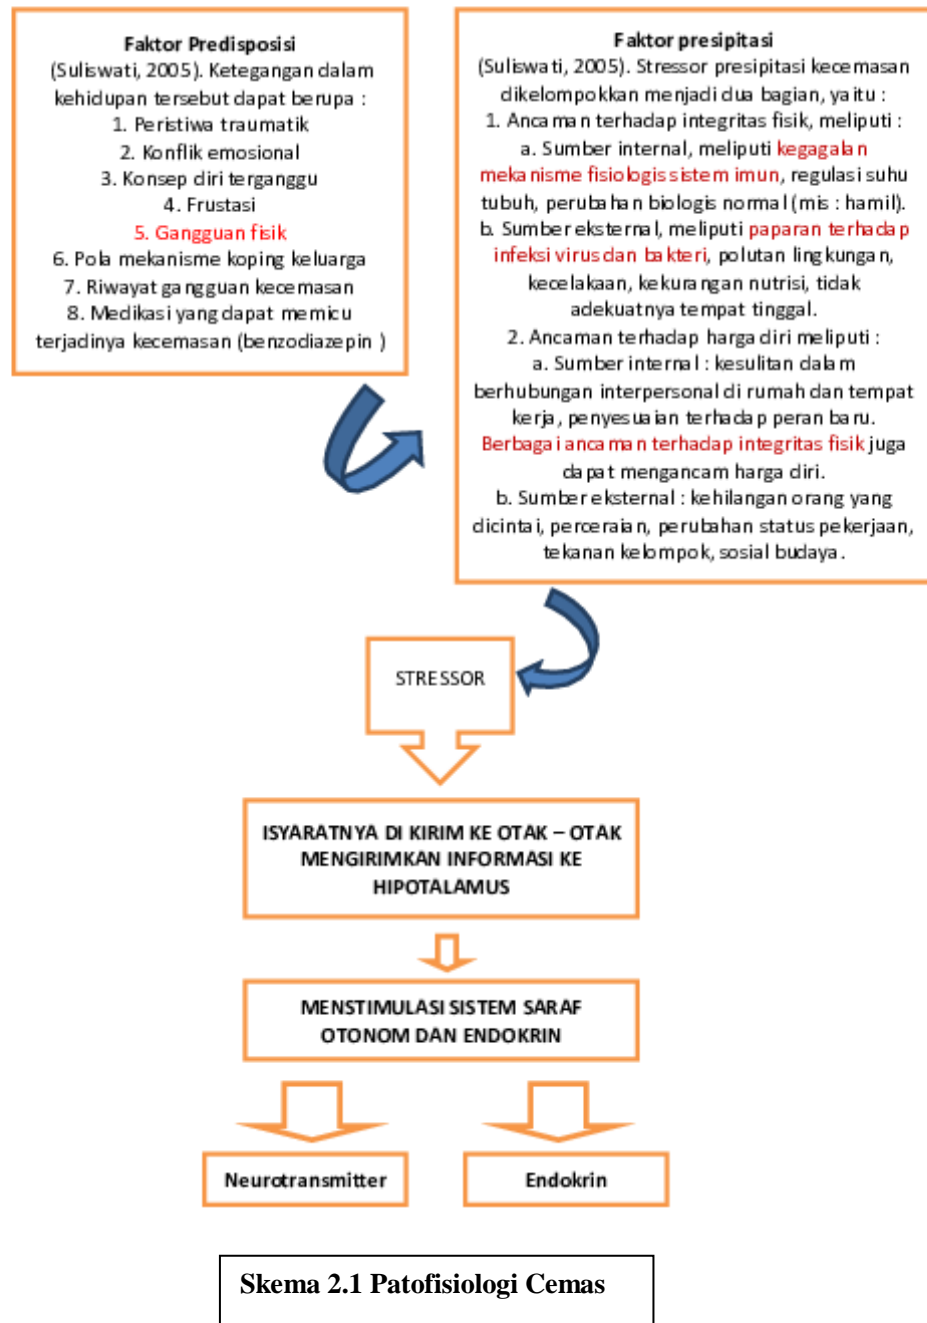 Faktor Predisposisi
(Suliswati, 2005). Ketegangan dalam
kehidupan tersebut dapat berupa :
1. Peristiwa traumatik
2. Konflik emosional
3. Konsep diri terganggu
4. Frustasi
5. Gangguan fisik
6. Pola mekanisme koping keluarga
7. Riwayat gangguan kecemasan
8. Medikasi yang dapat memicu
terjadinya kecemasan (benzodiazepin )
Faktor presipitasi
(Suliswati, 2005). Stressor presipitasi kecemasan
dikelompokkan menjadi dua bagian, yaitu :
1. Ancaman terhadap integritas fisik, meliputi :
a. Sumber internal, meliputi kegagalan
mekanisme fisiologis sistem imun, regulasi suhu
tubuh, perubahan biologis normal (mis : hamil).
b. Sumber eksternal, meliputi paparan terhadap
infeksi virus dan bakteri, polutan lingkungan,
kecelakaan, kekurangan nutrisi, tidak
adekuatnya tempat tinggal.
2. Ancaman terhadap harga diri meliputi :
a. Sumber internal : kesulitan dalam
berhubungan interpersonal di rumah dan tempat
kerja, penyesuaian terhadap peran baru.
Berbagai ancaman terhadap integritas fisik juga
dapat mengancam harga diri.
b. Sumber eksternal : kehilangan orang yang
dicintai, perceraian, perubahan status pekerjaan,
tekanan kelompok, sosial budaya.
STRESSOR
ISYARATNYA DI KIRIM KE OTAK – OTAK
MENGIRIMKAN INFORMASI KE
HIPOTALAMUS
MENSTIMULASI SISTEM SARAF
OTONOM DAN ENDOKRIN
Neurotransmitter
Endokrin
Skema 2.1 Patofisiologi Cemas